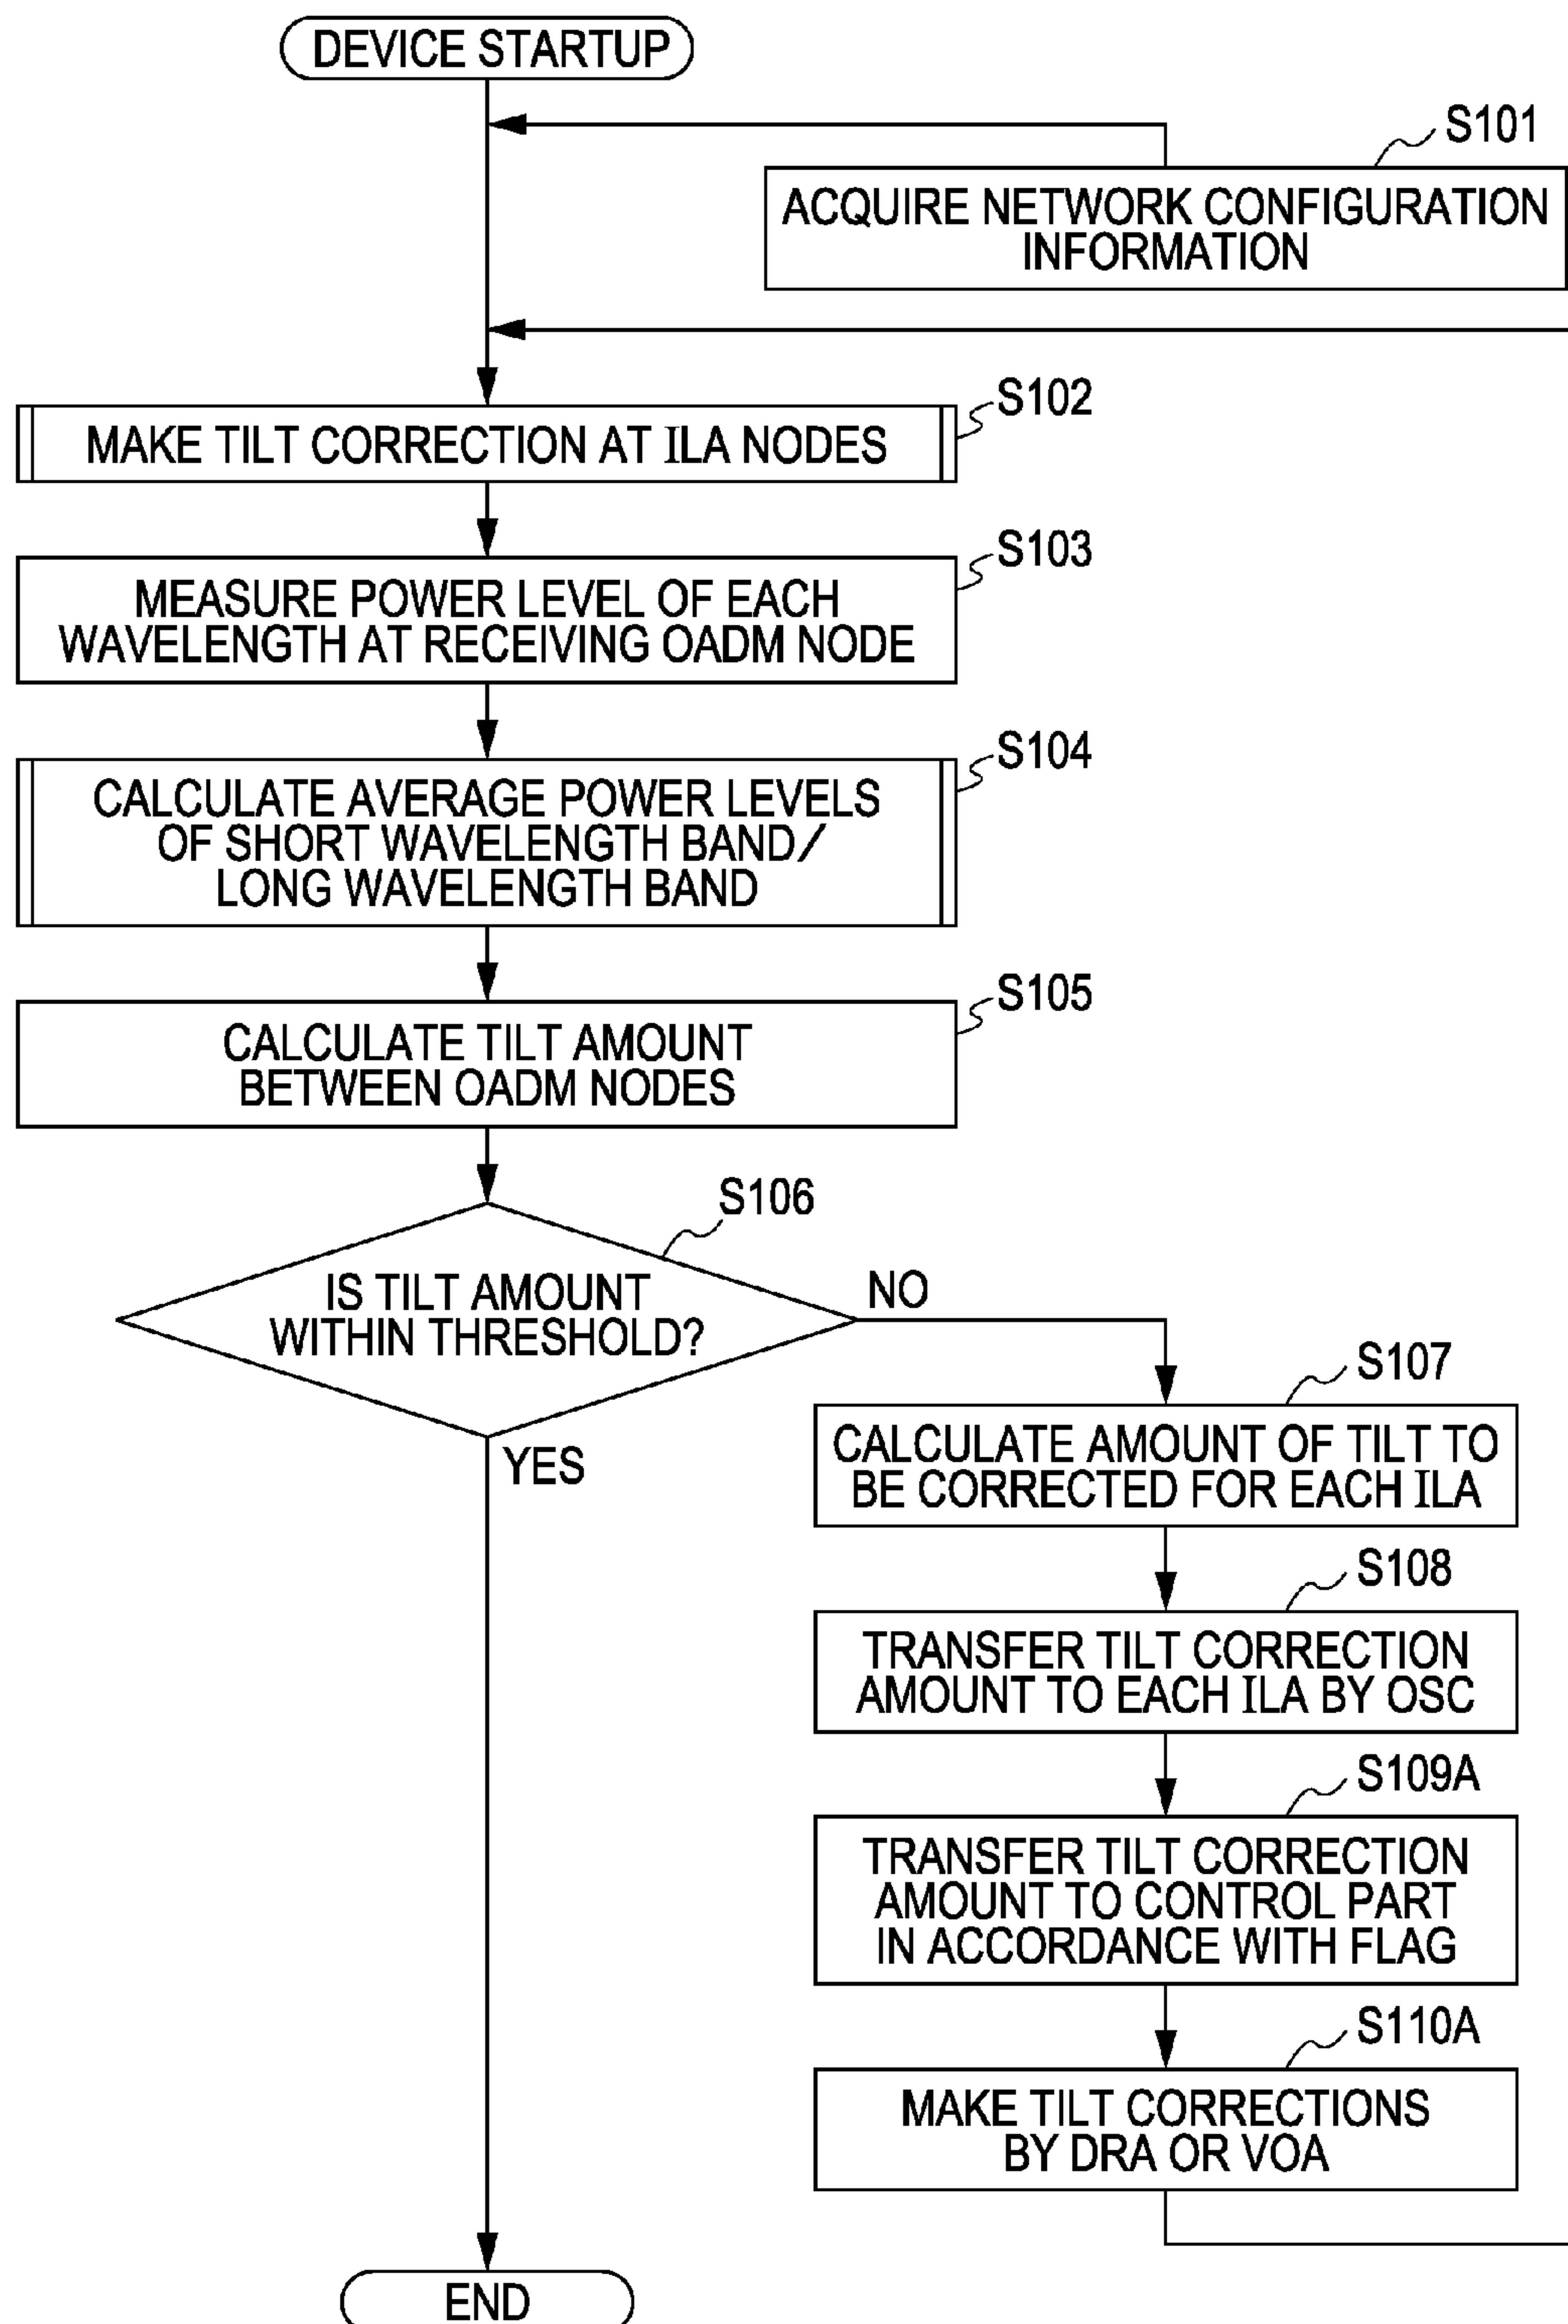 DEVICE STARTUP
S101
ACQUIRE NETWORK CONFIGURATION
INFORMATION
S102
MAKE TILT CORRECTION AT ILA NODES
S103
MEASURE POWER LEVEL OF EACH
WAVELENGTH AT RECEIVING OADM NODE
S104
CALCULATE AVERAGE POWER LEVELS
OF SHORT WAVELENGTH BAND/
LONG WAVELENGTH BAND
S105
CALCULATE TILT AMOUNT
BETWEEN OADM NODES
S106
IS TILT AMOUNT
WITHIN THRESHOLD?
NO
YES
S107
CALCULATE AMOUNT OF TILT TO
BE CORRECTED FOR EACH ILA
S108
TRANSFER TILT CORRECTION
AMOUNT TO EACH ILA BY OSC
S109A
TRANSFER TILT CORRECTION
AMOUNT TO CONTROL PART
IN ACCORDANCE WITH FLAG
S110A
MAKE TILT CORRECTIONS
BY DRA OR VOA
END